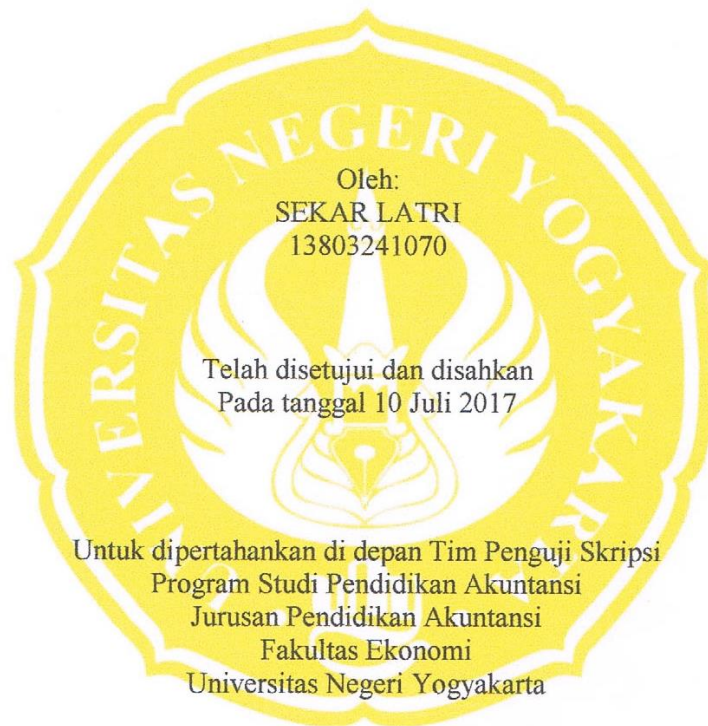 UNIVERSITAS NEGERI YOGYAKARTA
Oleh:
SEKAR LATRI
13803241070
Telah disetujui dan disahkan
Pada tanggal 10 Juli 2017
Untuk dipertahankan di depan Tim Penguji Skripsi
Program Studi Pendidikan Akuntansi
Jurusan Pendidikan Akuntansi
Fakultas Ekonomi
Universitas Negeri Yogyakarta